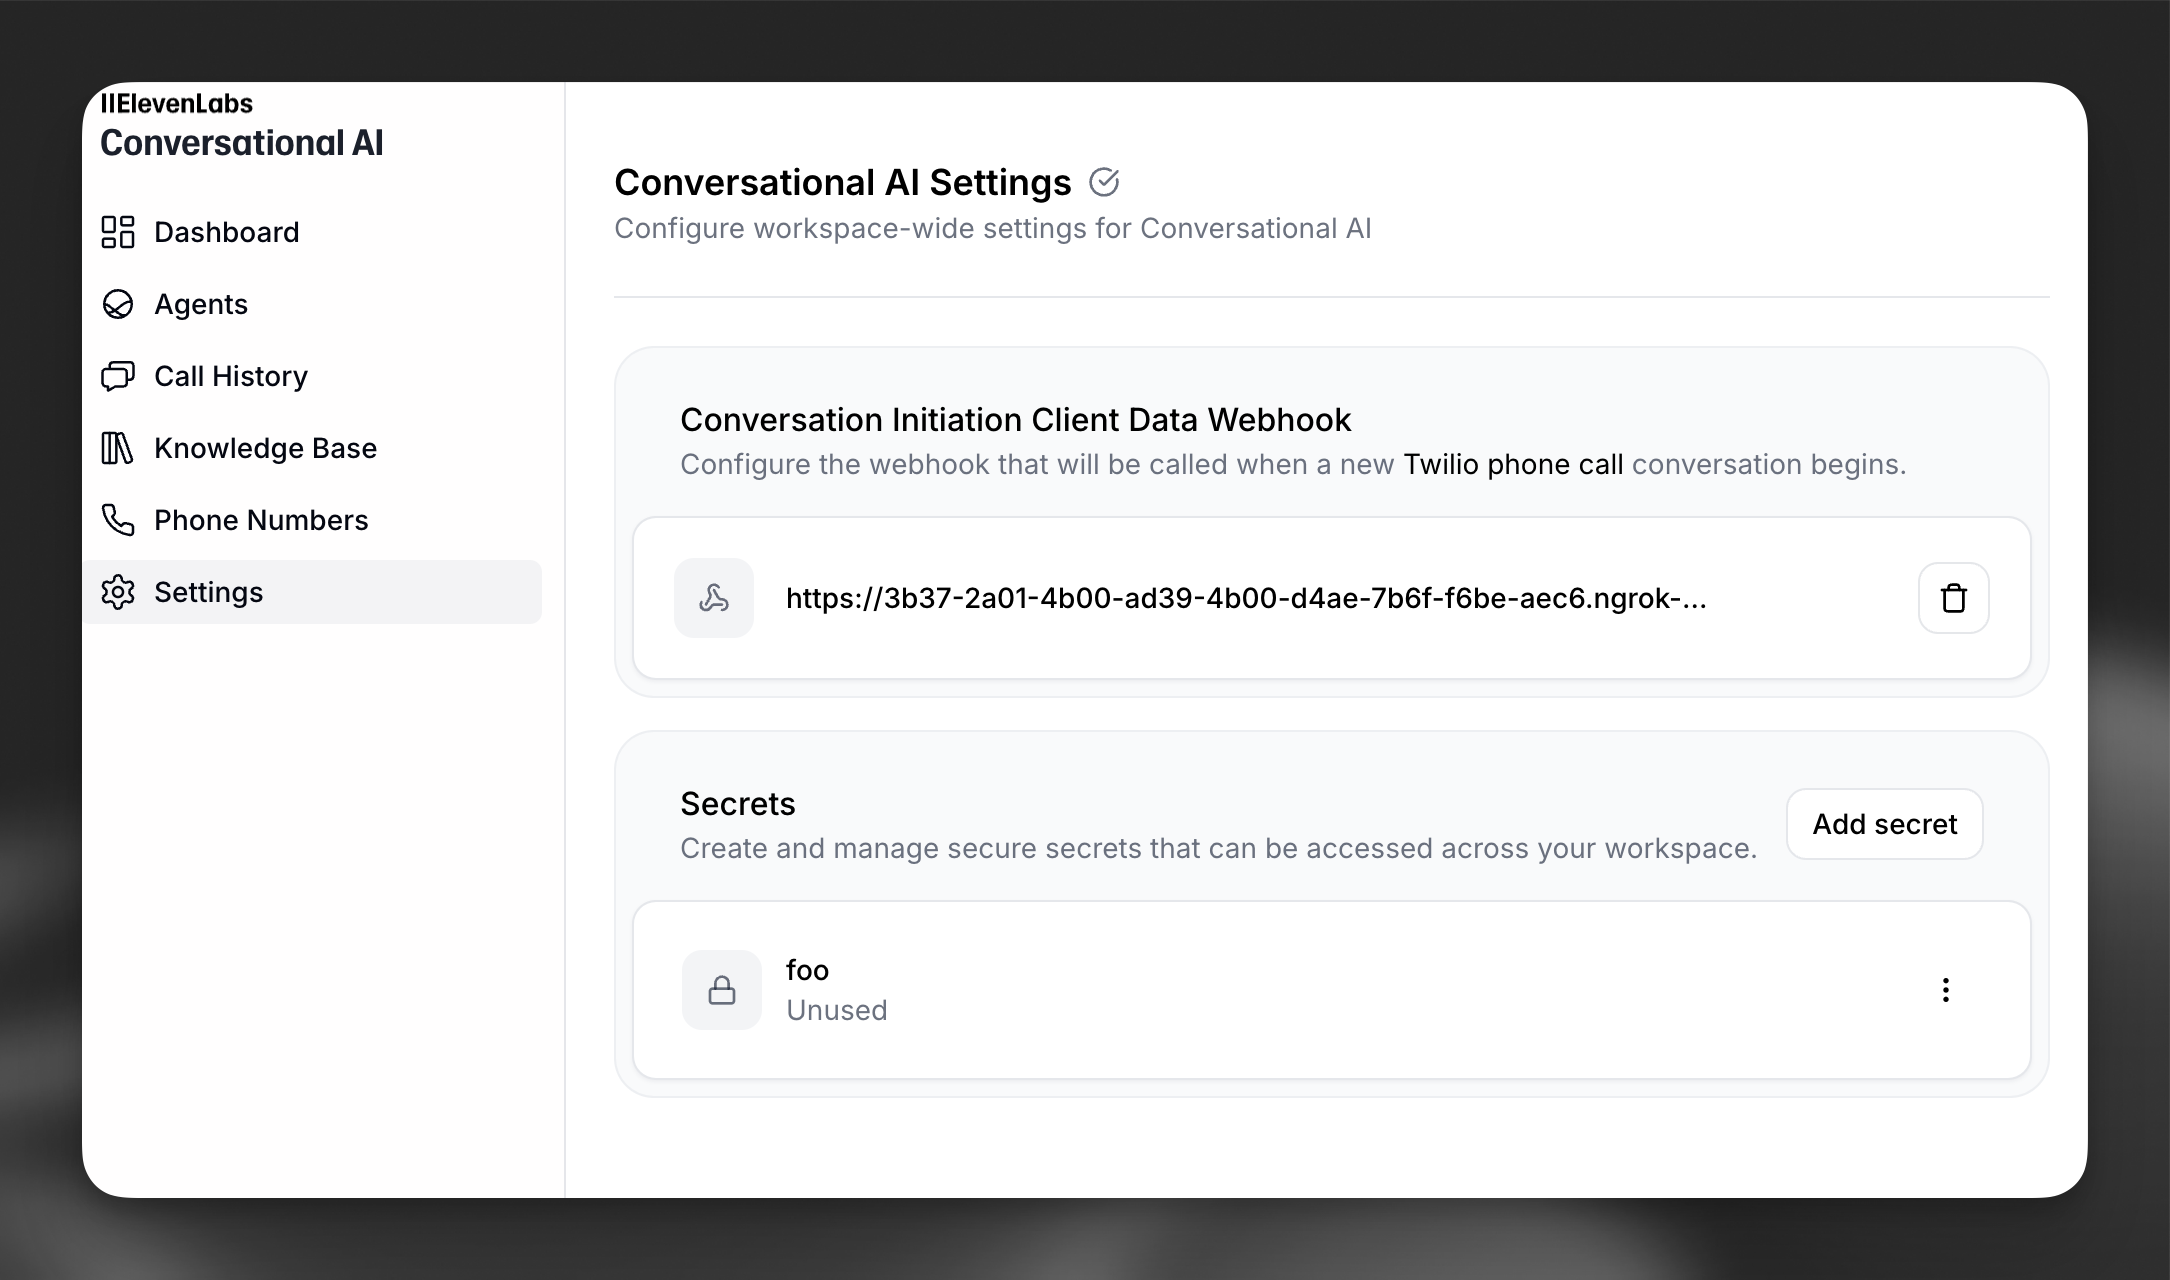 IIElevenLabs
Conversational AI
Dashboard
Agents
Call History
Knowledge Base
Phone Numbers
Settings
Conversational AI Settings
Configure workspace-wide settings for Conversational AI
Conversation Initiation Client Data Webhook
Configure the webhook that will be called when a new Twilio phone call conversation begins.
https://3b37-2a01-4b00-ad39-4b00-d4ae-7b6f-f6be-aec6.ngrok-...
Secrets
Create and manage secure secrets that can be accessed across your workspace.
Add secret
foo
Unused